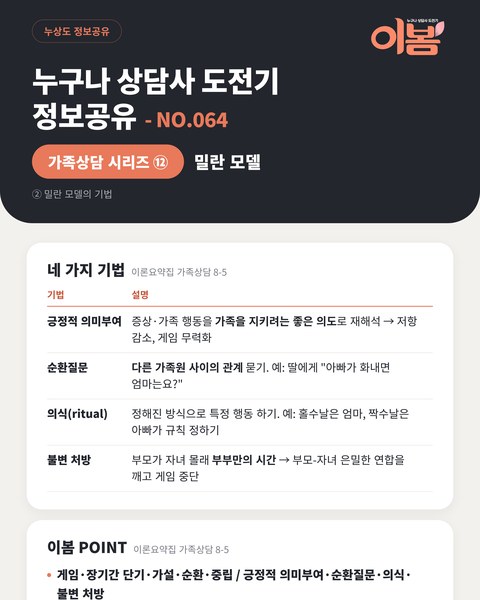 누상도 정보공유
누구나 상담사 도전기
이봄
누구나 상담사 도전기
정보공유 - NO.064
가족상담 시리즈 ⑫ 밀란 모델
② 밀란 모델의 기법
네 가지 기법 이론요약집 가족상담 8-5
기법 설명
긍정적 의미부여 증상·가족 행동을 가족을 지키려는 좋은 의도로 재해석 → 저항
감소, 게임 무력화
순환질문 다른 가족원 사이의 관계 묻기. 예: 딸에게 "아빠가 화내면
엄마는요?"
의식(ritual) 정해진 방식으로 특정 행동 하기. 예: 홀수날은 엄마, 짝수날은
아빠가 규칙 정하기
불변 처방 부모가 자녀 몰래 부부만의 시간 → 부모-자녀 은밀한 연합을
깨고 게임 중단
이봄 POINT 이론요약집 가족상담 8-5
• 게임·장기간 단기·가설·순환·중립 / 긍정적 의미부여·순환질문·의식·
불변 처방